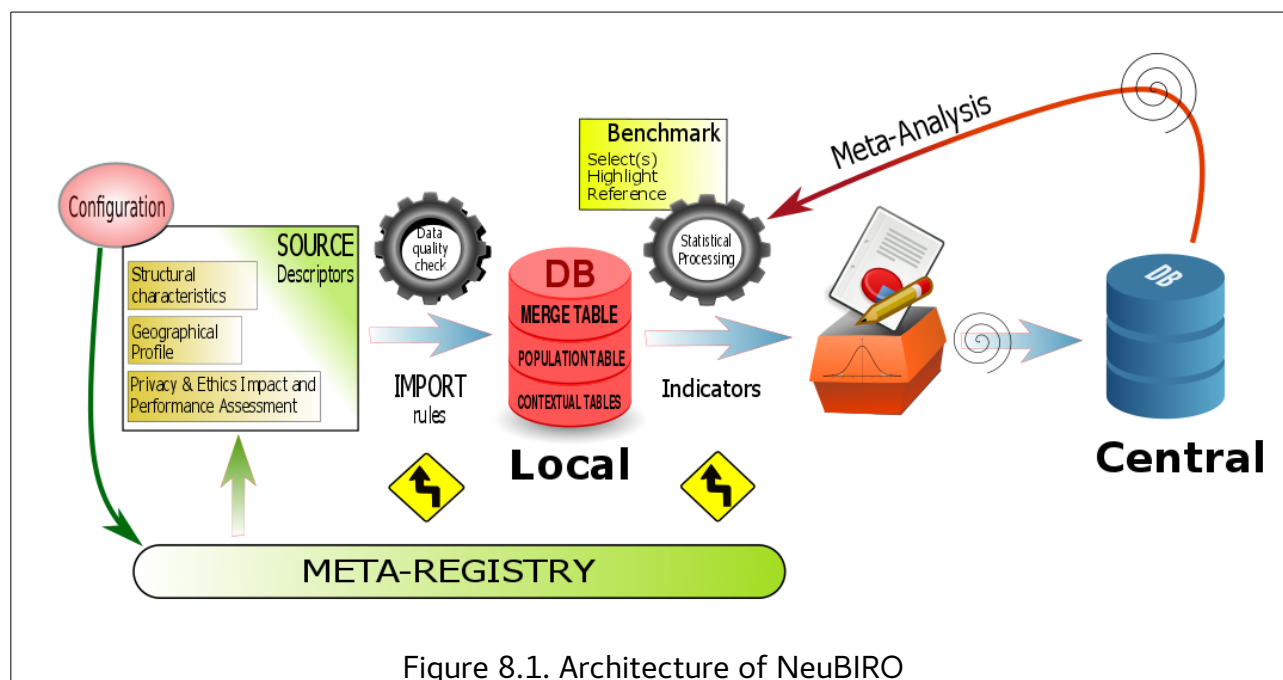 Configuration
SOURCE
Descriptors
Structural
characteristics
Geographical
Profile
Privacy & Ethics Impact and
Performance Assessment
Data
quality
check
IMPORT
rules
DB
MERGE TABLE
POPULATION TABLE
CONTEXTUAL TABLES
Local
Benchmark
Select(s)
Highlight
Reference
Statistical
Processing
Indicators
Meta-Analysis
DB
Central
META-REGISTRY
Figure 8.1. Architecture of NeuBIRO